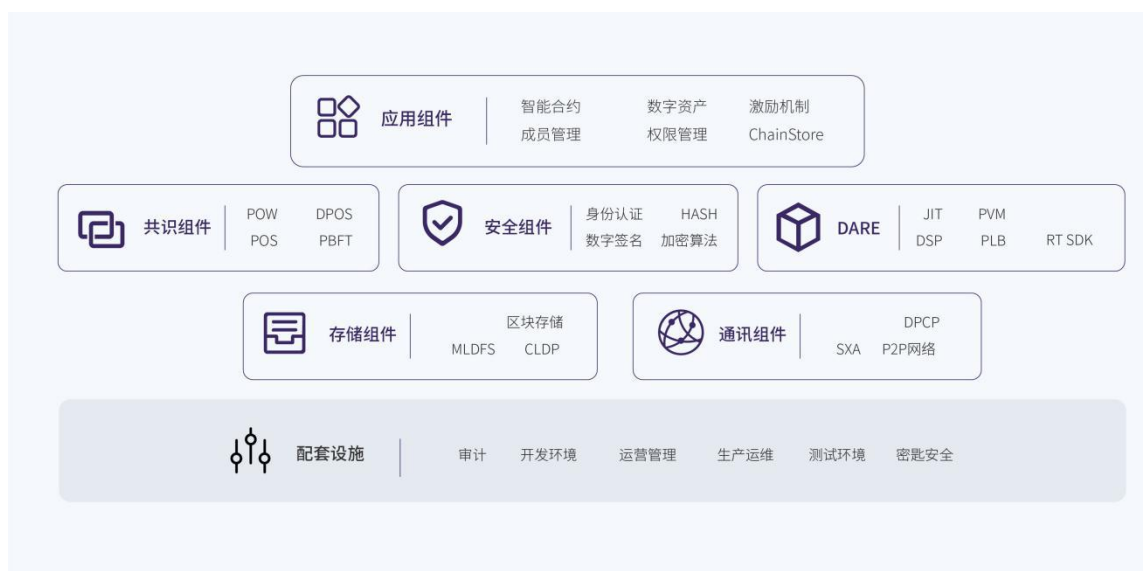 应用组件
智能合约 数字资产 激励机制
成员管理 权限管理 ChainStore
共识组件
POW DPOS
POS PBFT
安全组件
身份认证 HASH
数字签名 加密算法
DARE
JIT PVM
DSP PLB RT SDK
存储组件
区块存储
MLDFS CLDP
通讯组件
DPCP
SXA P2P网络
配套设施 审计 开发环境 运营管理 生产运维 测试环境 密匙安全